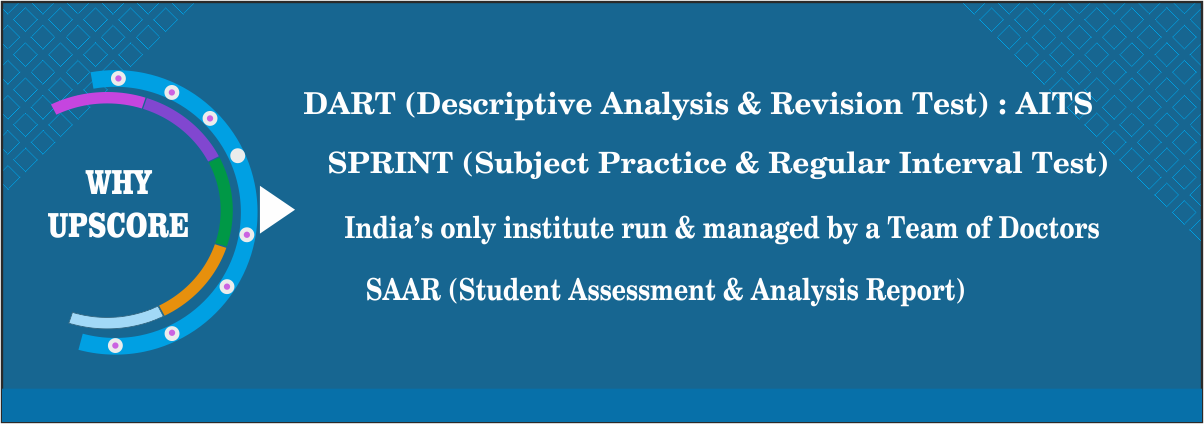 WHY
UPSCORE
DART (Descriptive Analysis & Revision Test) : AITS
SPRINT (Subject Practice & Regular Interval Test)
India’s only institute run & managed by a Team of Doctors
SAAR (Student Assessment & Analysis Report)